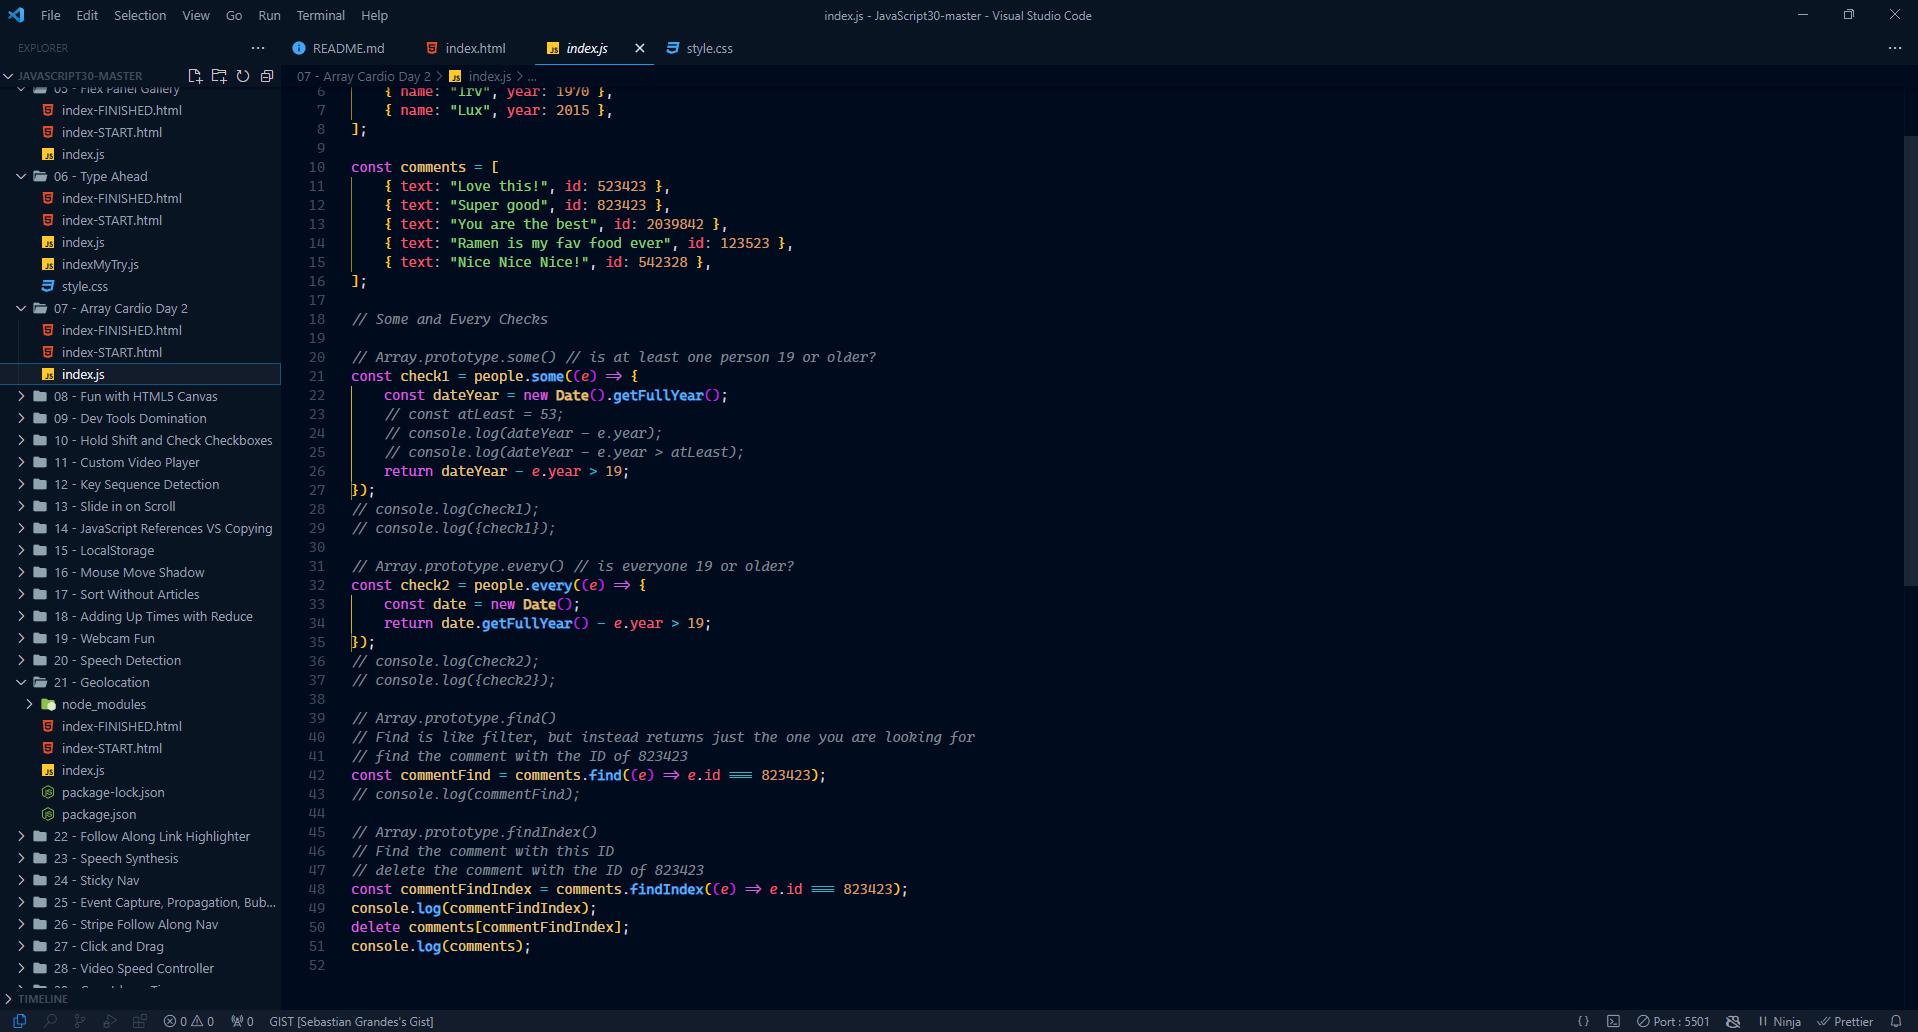 File Edit Selection View Go Run Terminal Help
index.js - JavaScript30-master - Visual Studio Code
EXPLORER
JAVASCRIPT30-MASTER
05 - Flex Panel Gallery
index-FINISHED.html
index-START.html
index.js
06 - Type Ahead
index-FINISHED.html
index-START.html
index.js
indexMyTry.js
style.css
07 - Array Cardio Day 2
index-FINISHED.html
index-START.html
index.js
08 - Fun with HTML5 Canvas
09 - Dev Tools Domination
10 - Hold Shift and Check Checkboxes
11 - Custom Video Player
12 - Key Sequence Detection
13 - Slide in on Scroll
14 - JavaScript References VS Copying
15 - LocalStorage
16 - Mouse Move Shadow
17 - Sort Without Articles
18 - Adding Up Times with Reduce
19 - Webcam Fun
20 - Speech Detection
21 - Geolocation
node_modules
index-FINISHED.html
index-START.html
index.js
package-lock.json
package.json
22 - Follow Along Link Highlighter
23 - Speech Synthesis
24 - Sticky Nav
25 - Event Capture, Propagation, Bub...
26 - Stripe Follow Along Nav
27 - Click and Drag
28 - Video Speed Controller
TIMELINE
README.md index.html index.js style.css
07 - Array Cardio Day 2 > index.js > ...
6 { name: "Irv", year: 1970 },
7 { name: "Lux", year: 2015 },
8 ];
9
10 const comments = [
11 { text: "Love this!", id: 523423 },
12 { text: "Super good", id: 823423 },
13 { text: "You are the best", id: 2039842 },
14 { text: "Ramen is my fav food ever", id: 123523 },
15 { text: "Nice Nice Nice!", id: 542328 },
16 ];
17
18 // Some and Every Checks
19
20 // Array.prototype.some() // is at least one person 19 or older?
21 const check1 = people.some((e) => {
22 const dateYear = new Date().getFullYear();
23 // const atLeast = 53;
24 // console.log(dateYear - e.year);
25 // console.log(dateYear - e.year > atLeast);
26 return dateYear - e.year > 19;
27 });
28 // console.log(check1);
29 // console.log({check1});
30
31 // Array.prototype.every() // is everyone 19 or older?
32 const check2 = people.every((e) => {
33 const date = new Date();
34 return date.getFullYear() - e.year > 19;
35 });
36 // console.log(check2);
37 // console.log({check2});
38
39 // Array.prototype.find()
40 // Find is like filter, but instead returns just the one you are looking for
41 // find the comment with the ID of 823423
42 const commentFind = comments.find((e) => e.id === 823423);
43 // console.log(commentFind);
44
45 // Array.prototype.findIndex()
46 // Find the comment with this ID
47 // delete the comment with the ID of 823423
48 const commentFindIndex = comments.findIndex((e) => e.id === 823423);
49 console.log(commentFindIndex);
50 delete comments[commentFindIndex];
51 console.log(comments);
52
0 0 0 GIST [Sebastian Grandes's Gist] { } Port : 5501 Ninja Prettier